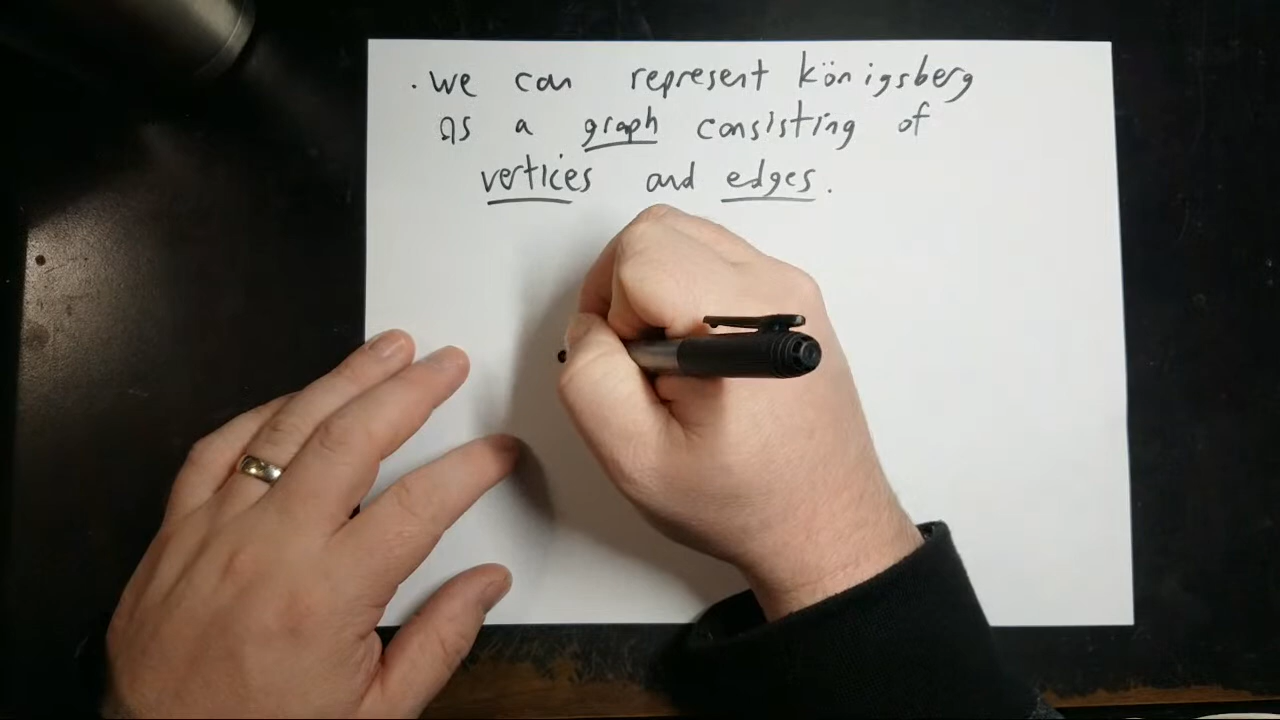 · we can represent königsberg
as a graph consisting of
vertices and edges.